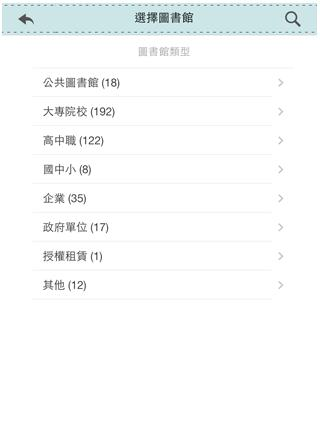 選擇圖書館
圖書館類型
公共圖書館 (18)
大專院校 (192)
高中職 (122)
國中小 (8)
企業 (35)
政府單位 (17)
授權租賃 (1)
其他 (12)